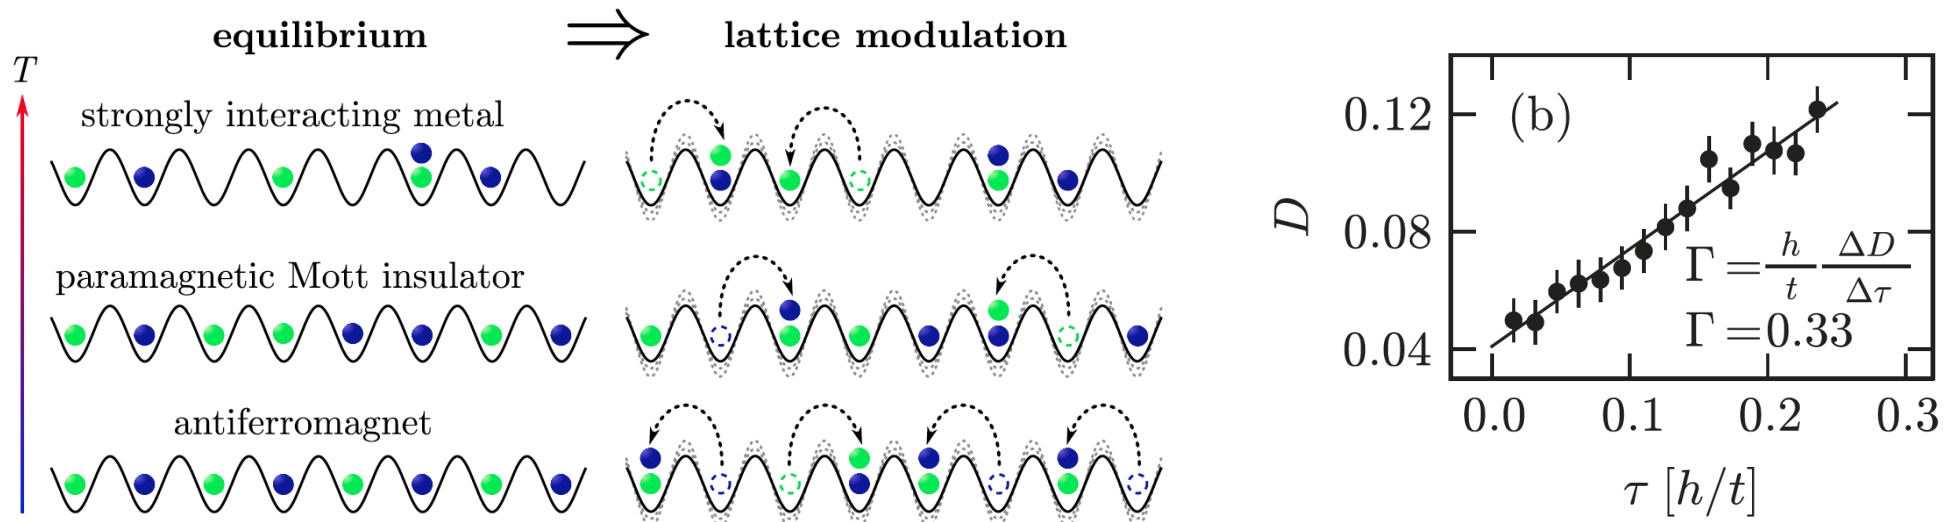 equilibrium ⟹ lattice modulation
T
strongly interacting metal
paramagnetic Mott insulator
antiferromagnet
(b)
D
0.12
0.08
0.04
Γ = h/t ΔD/Δτ
Γ = 0.33
0.0 0.1 0.2 0.3
τ [h/t]